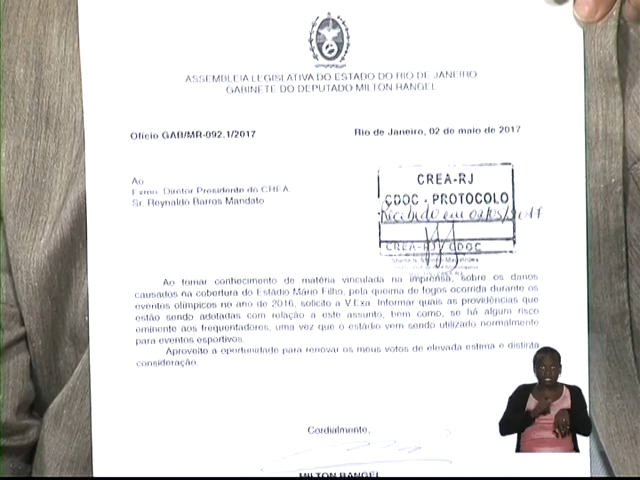 ASSEMBLEIA LEGISLATIVA DO ESTADO DO RIO DE JANEIRO
GABINETE DO DEPUTADO MILTON RANGEL
Ofício GAB/MR-092.1/2017
Rio de Janeiro, 02 de maio de 2017
Ao
Exmo. Diretor Presidente do CREA
Sr. Reynaldo Barros Mandato
CREA-RJ
CDOC - PROTOCOLO
Recebido em
CREA-RJ/CDOC
Ao tomar conhecimento de matéria vinculada na imprensa, sobre os danos
causados na cobertura do Estádio Mário Filho, pela queima de fogos ocorrida durante os
eventos olímpicos no ano de 2016, solicito a V.Exa. Informar quais as providências que
estão sendo adotadas com relação a este assunto, bem como, se há algum risco
eminente aos frequentadores, uma vez que o estádio vem sendo utilizado normalmente
para eventos esportivos.
Aproveito a oportunidade para renovar os meus votos de elevada estima e distinta
consideração.
Cordialmente,
MILTON RANGEL